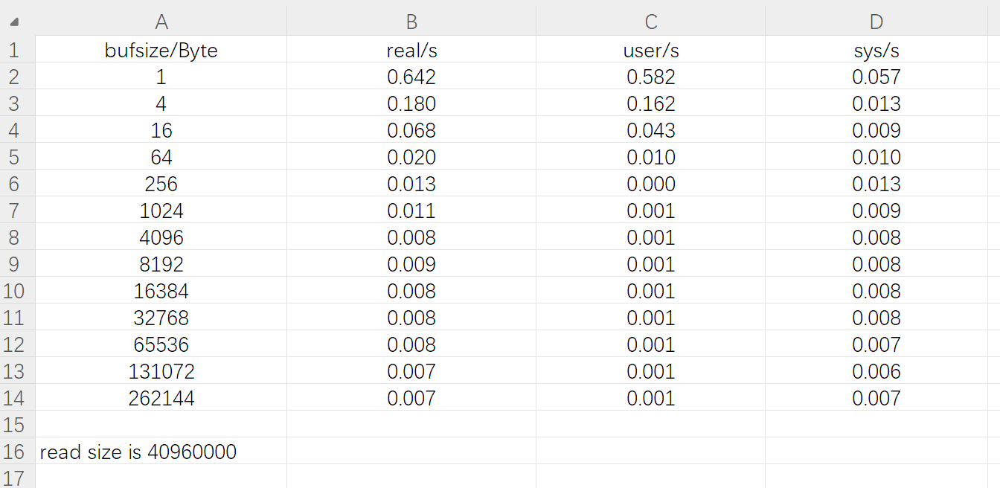 A B C D
1 bufsize/Byte real/s user/s sys/s
2 1 0.642 0.582 0.057
3 4 0.180 0.162 0.013
4 16 0.068 0.043 0.009
5 64 0.020 0.010 0.010
6 256 0.013 0.000 0.013
7 1024 0.011 0.001 0.009
8 4096 0.008 0.001 0.008
9 8192 0.009 0.001 0.008
10 16384 0.008 0.001 0.008
11 32768 0.008 0.001 0.008
12 65536 0.008 0.001 0.007
13 131072 0.007 0.001 0.006
14 262144 0.007 0.001 0.007
15
16 read size is 40960000
17